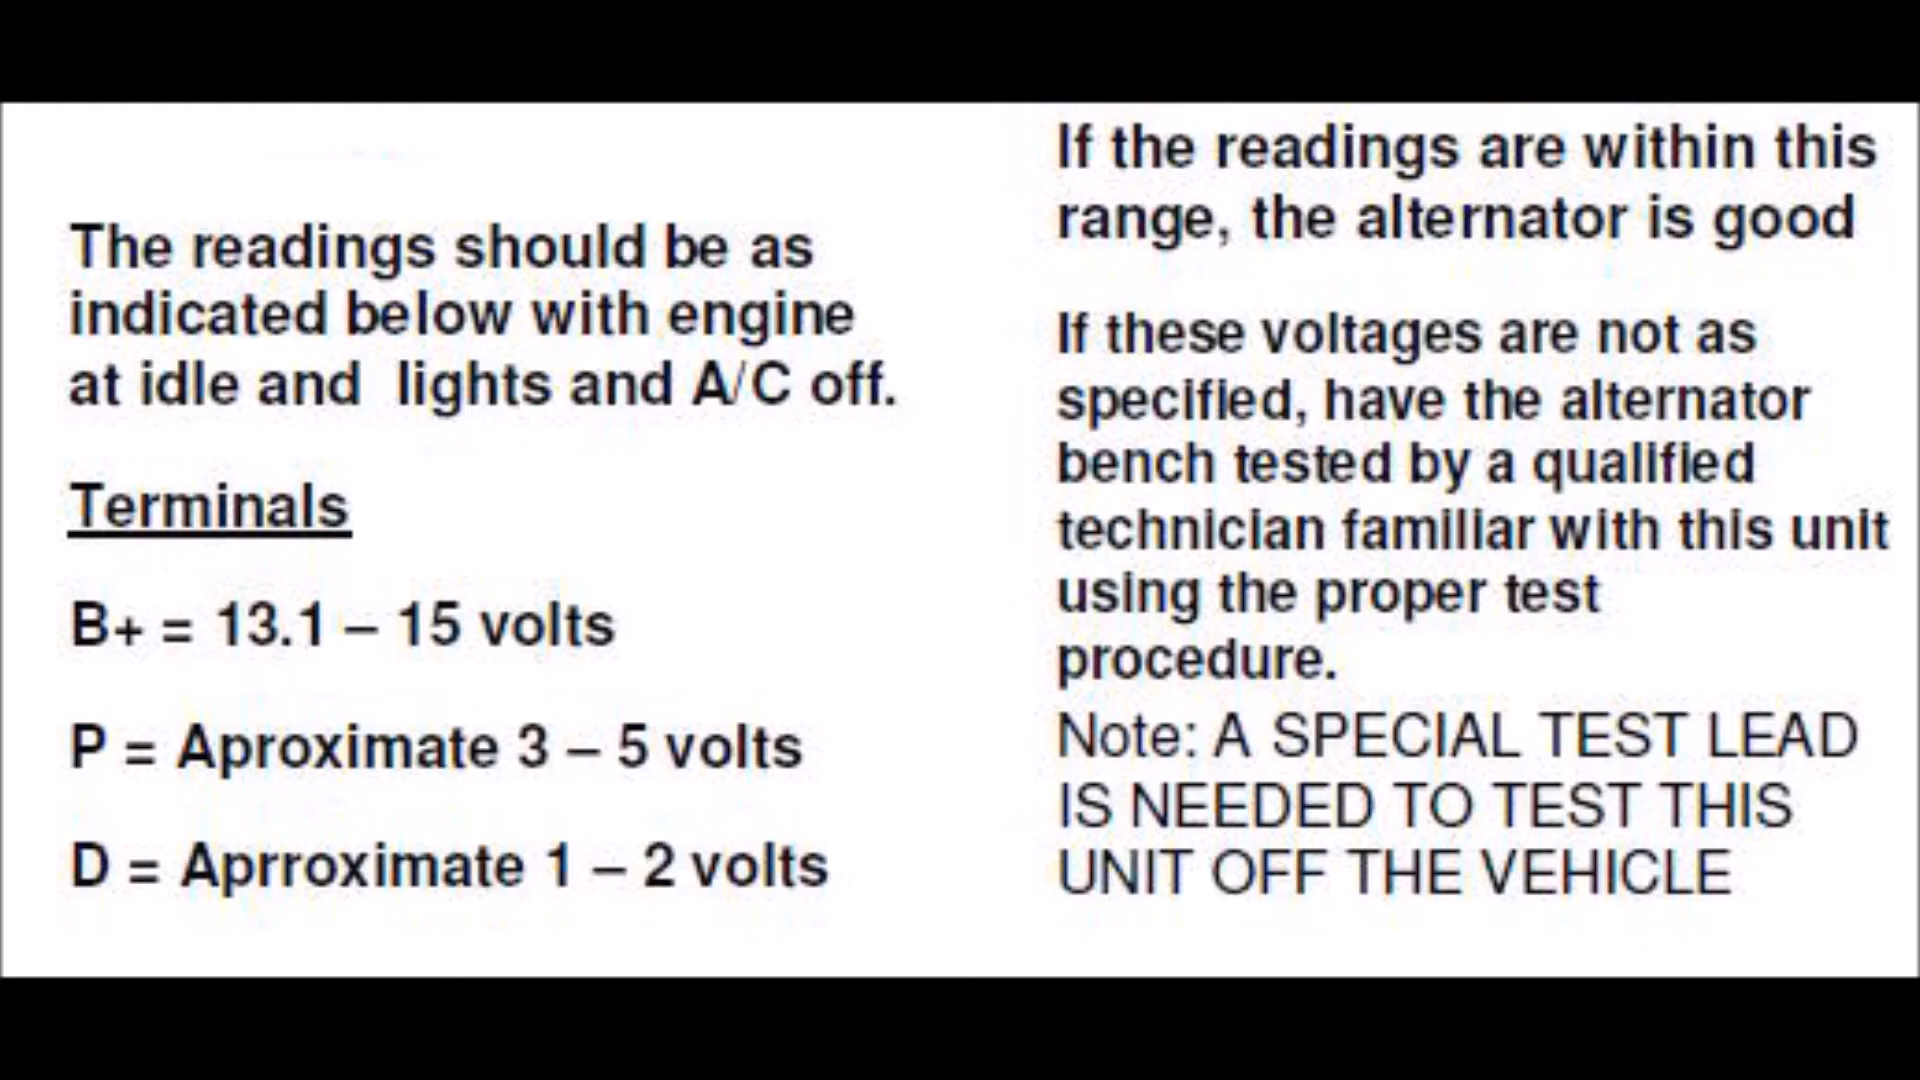 The readings should be as
indicated below with engine
at idle and lights and A/C off.
Terminals
B+ = 13.1 – 15 volts
P = Aproximate 3 – 5 volts
D = Aprroximate 1 – 2 volts
If the readings are within this
range, the alternator is good
If these voltages are not as
specified, have the alternator
bench tested by a qualified
technician familiar with this unit
using the proper test
procedure.
Note: A SPECIAL TEST LEAD
IS NEEDED TO TEST THIS
UNIT OFF THE VEHICLE